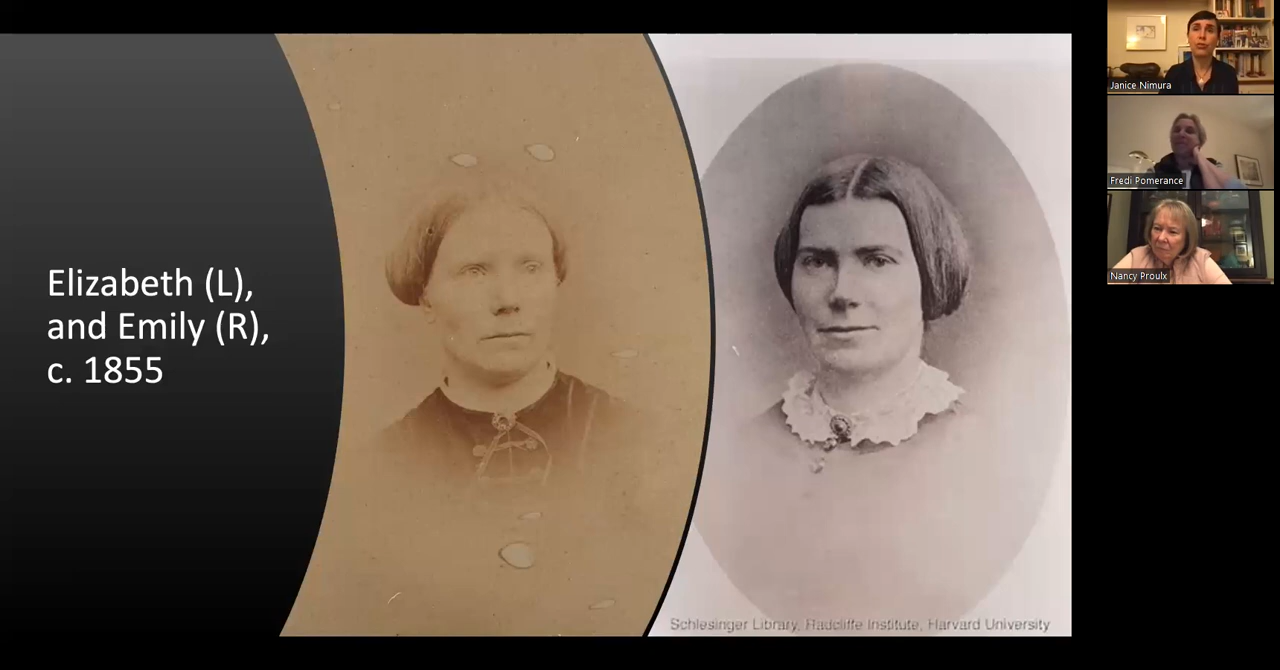 Elizabeth (L),
and Emily (R),
c. 1855
Schlesinger Library, Radcliffe Institute, Harvard University
Janice Nimura
Fredi Pomerance
Nancy Proulx